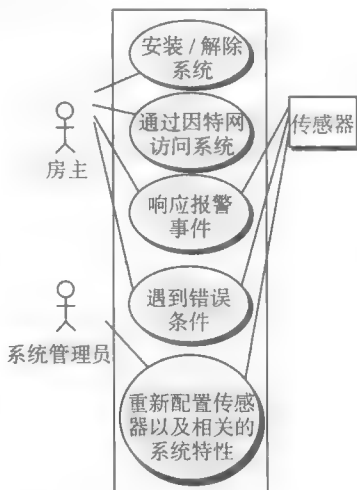 安装/解除
系统
通过因特网
访问系统
传感器
房主
响应报警
事件
遇到错误
条件
系统管理员
重新配置传感
器以及相关的
系统特性